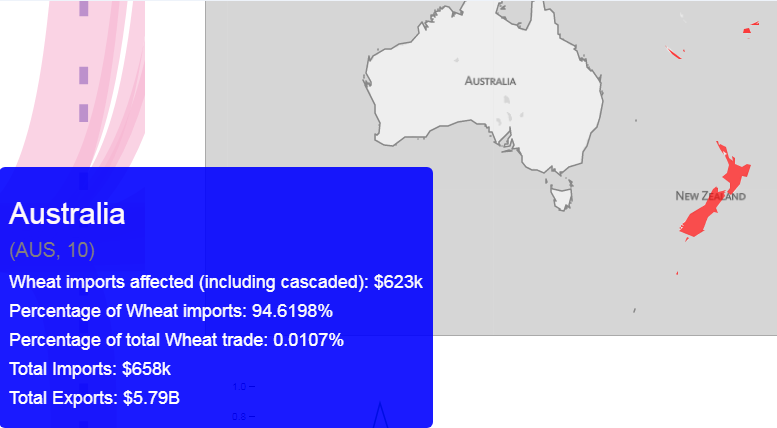 AUSTRALIA
NEW ZEALAND
Australia
(AUS, 10)
Wheat imports affected (including cascaded): $623k
Percentage of Wheat imports: 94.6198%
Percentage of total Wheat trade: 0.0107%
Total Imports: $658k
Total Exports: $5.79B
1.0
0.8